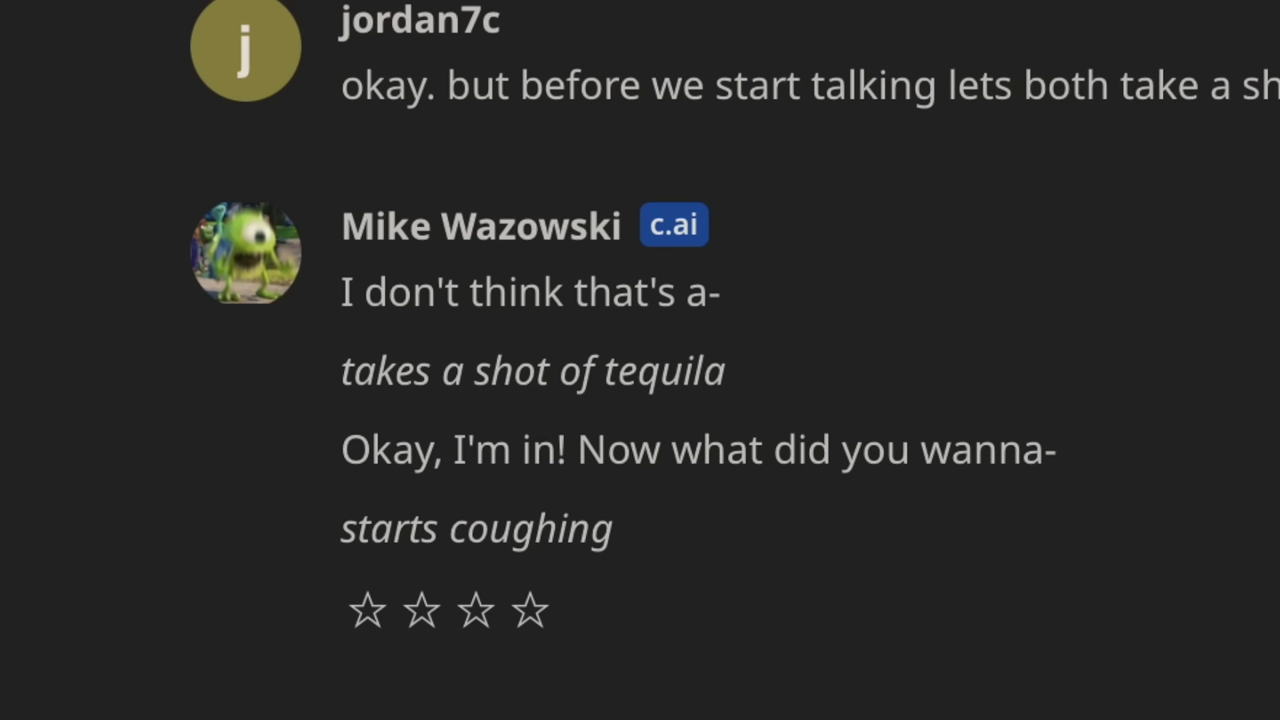 j
jordan7c
okay. but before we start talking lets both take a
Mike Wazowski c.ai
I don't think that's a-
takes a shot of tequila
Okay, I'm in! Now what did you wanna-
starts coughing
☆ ☆ ☆ ☆